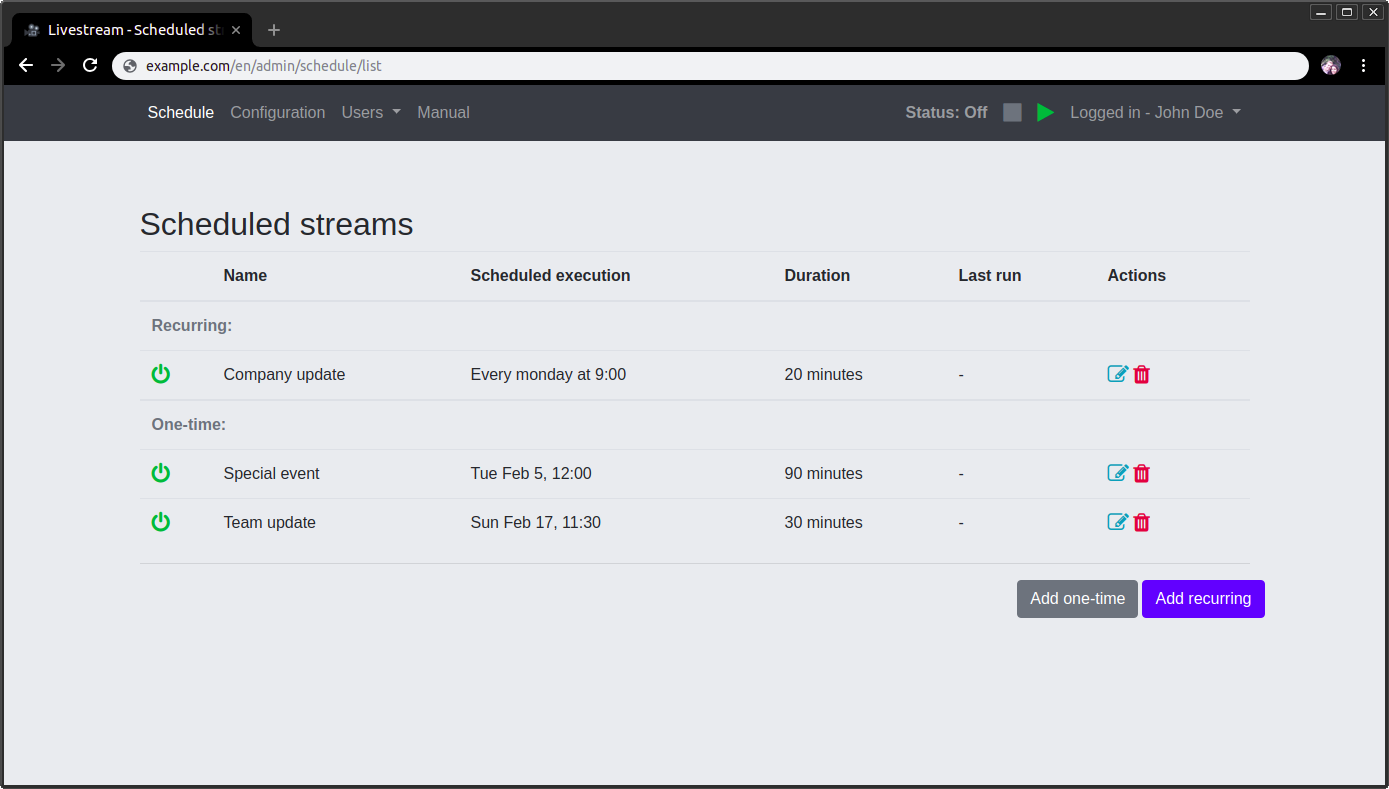 Livestream - Scheduled st
example.com/en/admin/schedule/list
Schedule Configuration Users Manual Status: Off Logged in - John Doe
Scheduled streams
Name Scheduled execution Duration Last run Actions
Recurring:
Company update Every monday at 9:00 20 minutes -
One-time:
Special event Tue Feb 5, 12:00 90 minutes -
Team update Sun Feb 17, 11:30 30 minutes -
Add one-time Add recurring